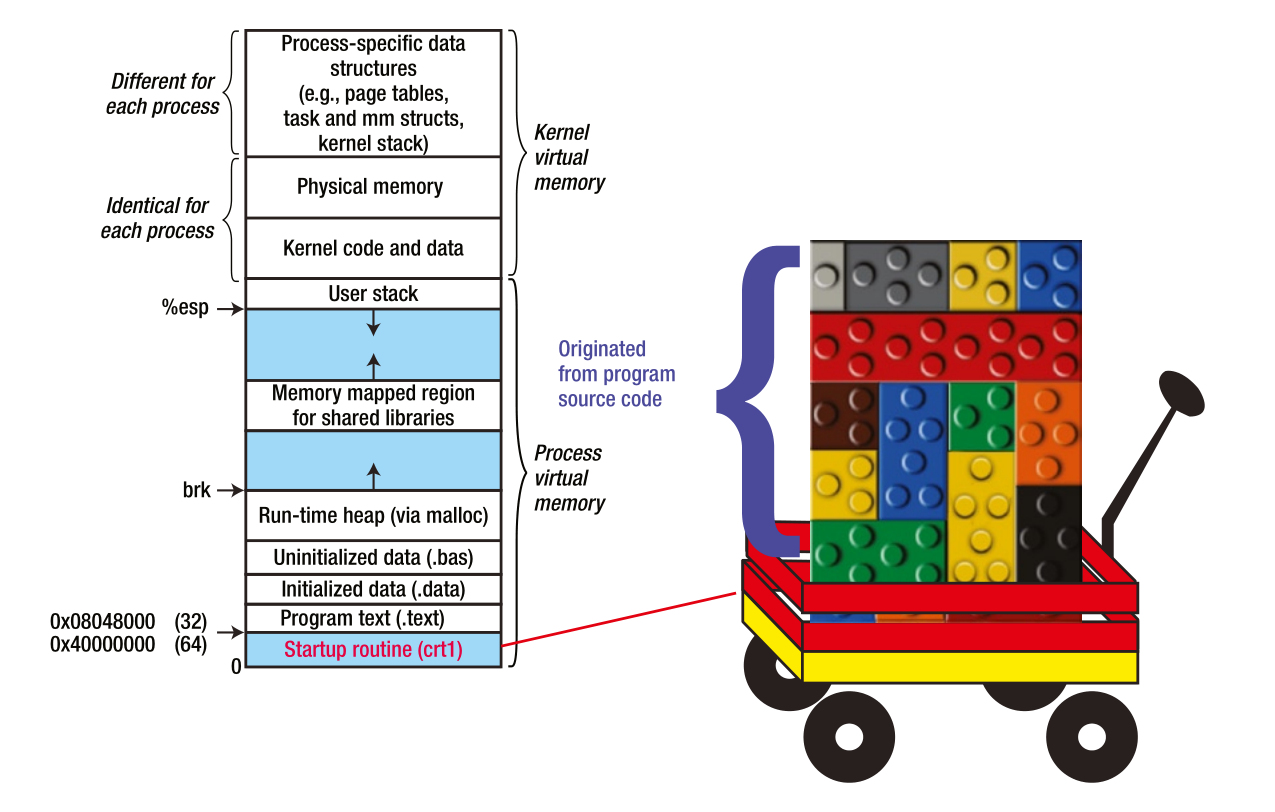 Process-specific data
structures
(e.g., page tables,
task and mm structs,
kernel stack)
Different for
each process
Kernel
virtual
memory
Physical memory
Identical for
each process
Kernel code and data
User stack
%esp
Originated
from program
source code
Memory mapped region
for shared libraries
Process
virtual
memory
brk
Run-time heap (via malloc)
Uninitialized data (.bas)
Initialized data (.data)
Program text (.text)
0x08048000 (32)
0x40000000 (64)
Startup routine (crt1)
0